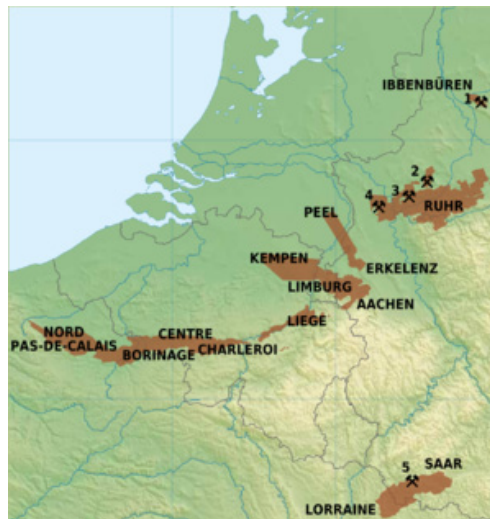 IBBENBÜREN
1
2
3
4
RUHR
PEEL
KEMPEN
ERKELENZ
LIMBURG
AACHEN
LIEGE
NORD
CENTRE
PAS-DE-CALAIS
BORINAGE
CHARLEROI
5
SAAR
LORRAINE